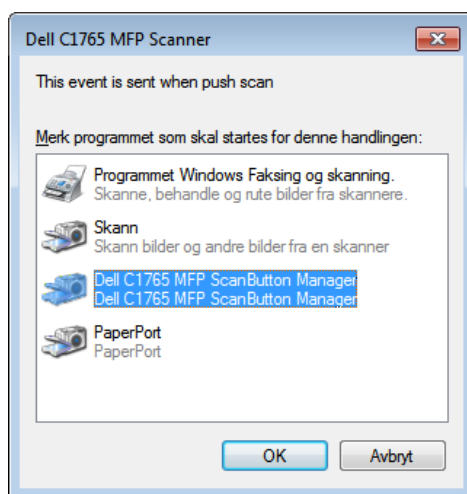 Dell C1765 MFP Scanner
This event is sent when push scan
Merk programmet som skal startes for denne handlingen:
Programmet Windows Faksing og skanning.
Skanne, behandle og rute bilder fra skannere.
Skann
Skann bilder og andre bilder fra en skanner
Dell C1765 MFP ScanButton Manager
Dell C1765 MFP ScanButton Manager
PaperPort
PaperPort
OK
Avbryt